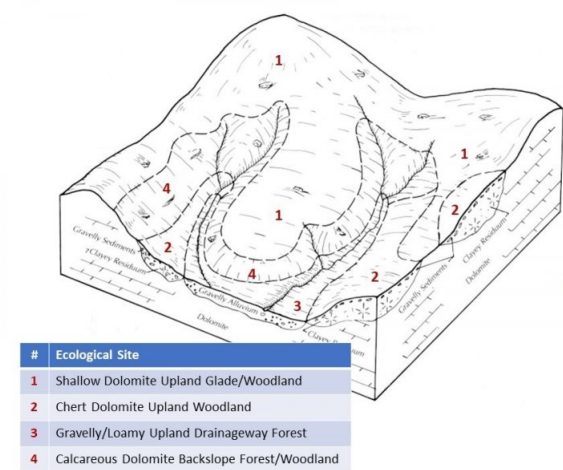 1
1
4
1
2
2
4
2
3
Gravelly Sediments
?Clayey Residuum
Gravelly Alluvium
Dolomite
Clayey
Gravelly Sediments
Clayey Residuum
Dolomite
# Ecological Site
1 Shallow Dolomite Upland Glade/Woodland
2 Chert Dolomite Upland Woodland
3 Gravelly/Loamy Upland Drainageway Forest
4 Calcareous Dolomite Backslope Forest/Woodland